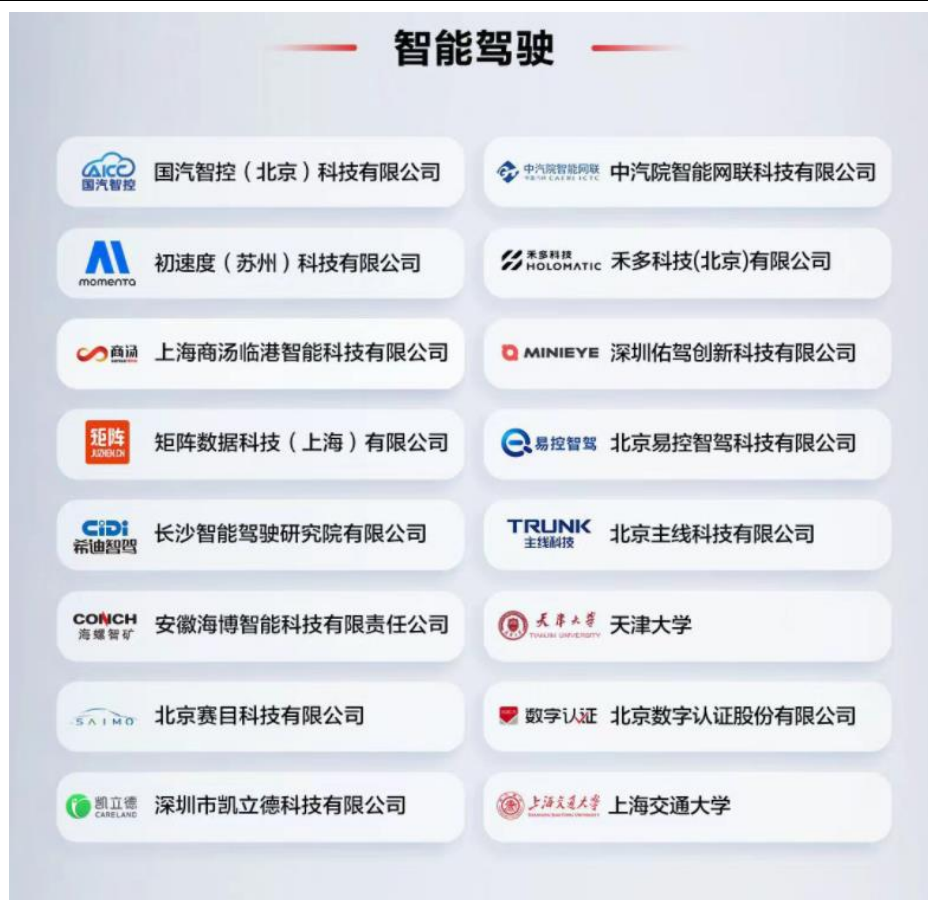 智能驾驶
AICC
国汽智控
国汽智控（北京）科技有限公司
中汽院智能网联
中汽院智能网联科技有限公司
momenta
初速度（苏州）科技有限公司
禾多科技
HOLOMATIC
禾多科技(北京)有限公司
商汤
上海商汤临港智能科技有限公司
MINIEYE
深圳佑驾创新科技有限公司
矩阵
JUZHEN.CN
矩阵数据科技（上海）有限公司
易控智驾
北京易控智驾科技有限公司
CiDi
希迪智驾
长沙智能驾驶研究院有限公司
TRUNK
主线科技
北京主线科技有限公司
CONCH
海螺智矿
安徽海博智能科技有限责任公司
天津大学
TIANJIN UNIVERSITY
天津大学
SAIMO
北京赛目科技有限公司
数字认证
北京数字认证股份有限公司
凯立德
CARELAND
深圳市凯立德科技有限公司
上海交通大学
SHANGHAI JIAO TONG UNIVERSITY
上海交通大学